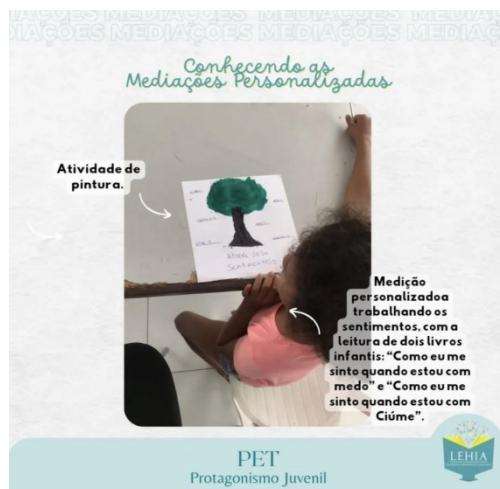 MEDIAÇÕES MEDIAÇÕES MEDIAÇÕES
Conhecendo as
Mediações Personalizadas
Atividade de
pintura.
Sentimentos
Medição
personalizadoa
trabalhando os
sentimentos, com a
leitura de dois livros
infantis: “Como eu me
sinto quando estou com
medo” e “Como eu me
sinto quando estou com
Ciúme”.
PET
Protagonismo Juvenil
LEHIA